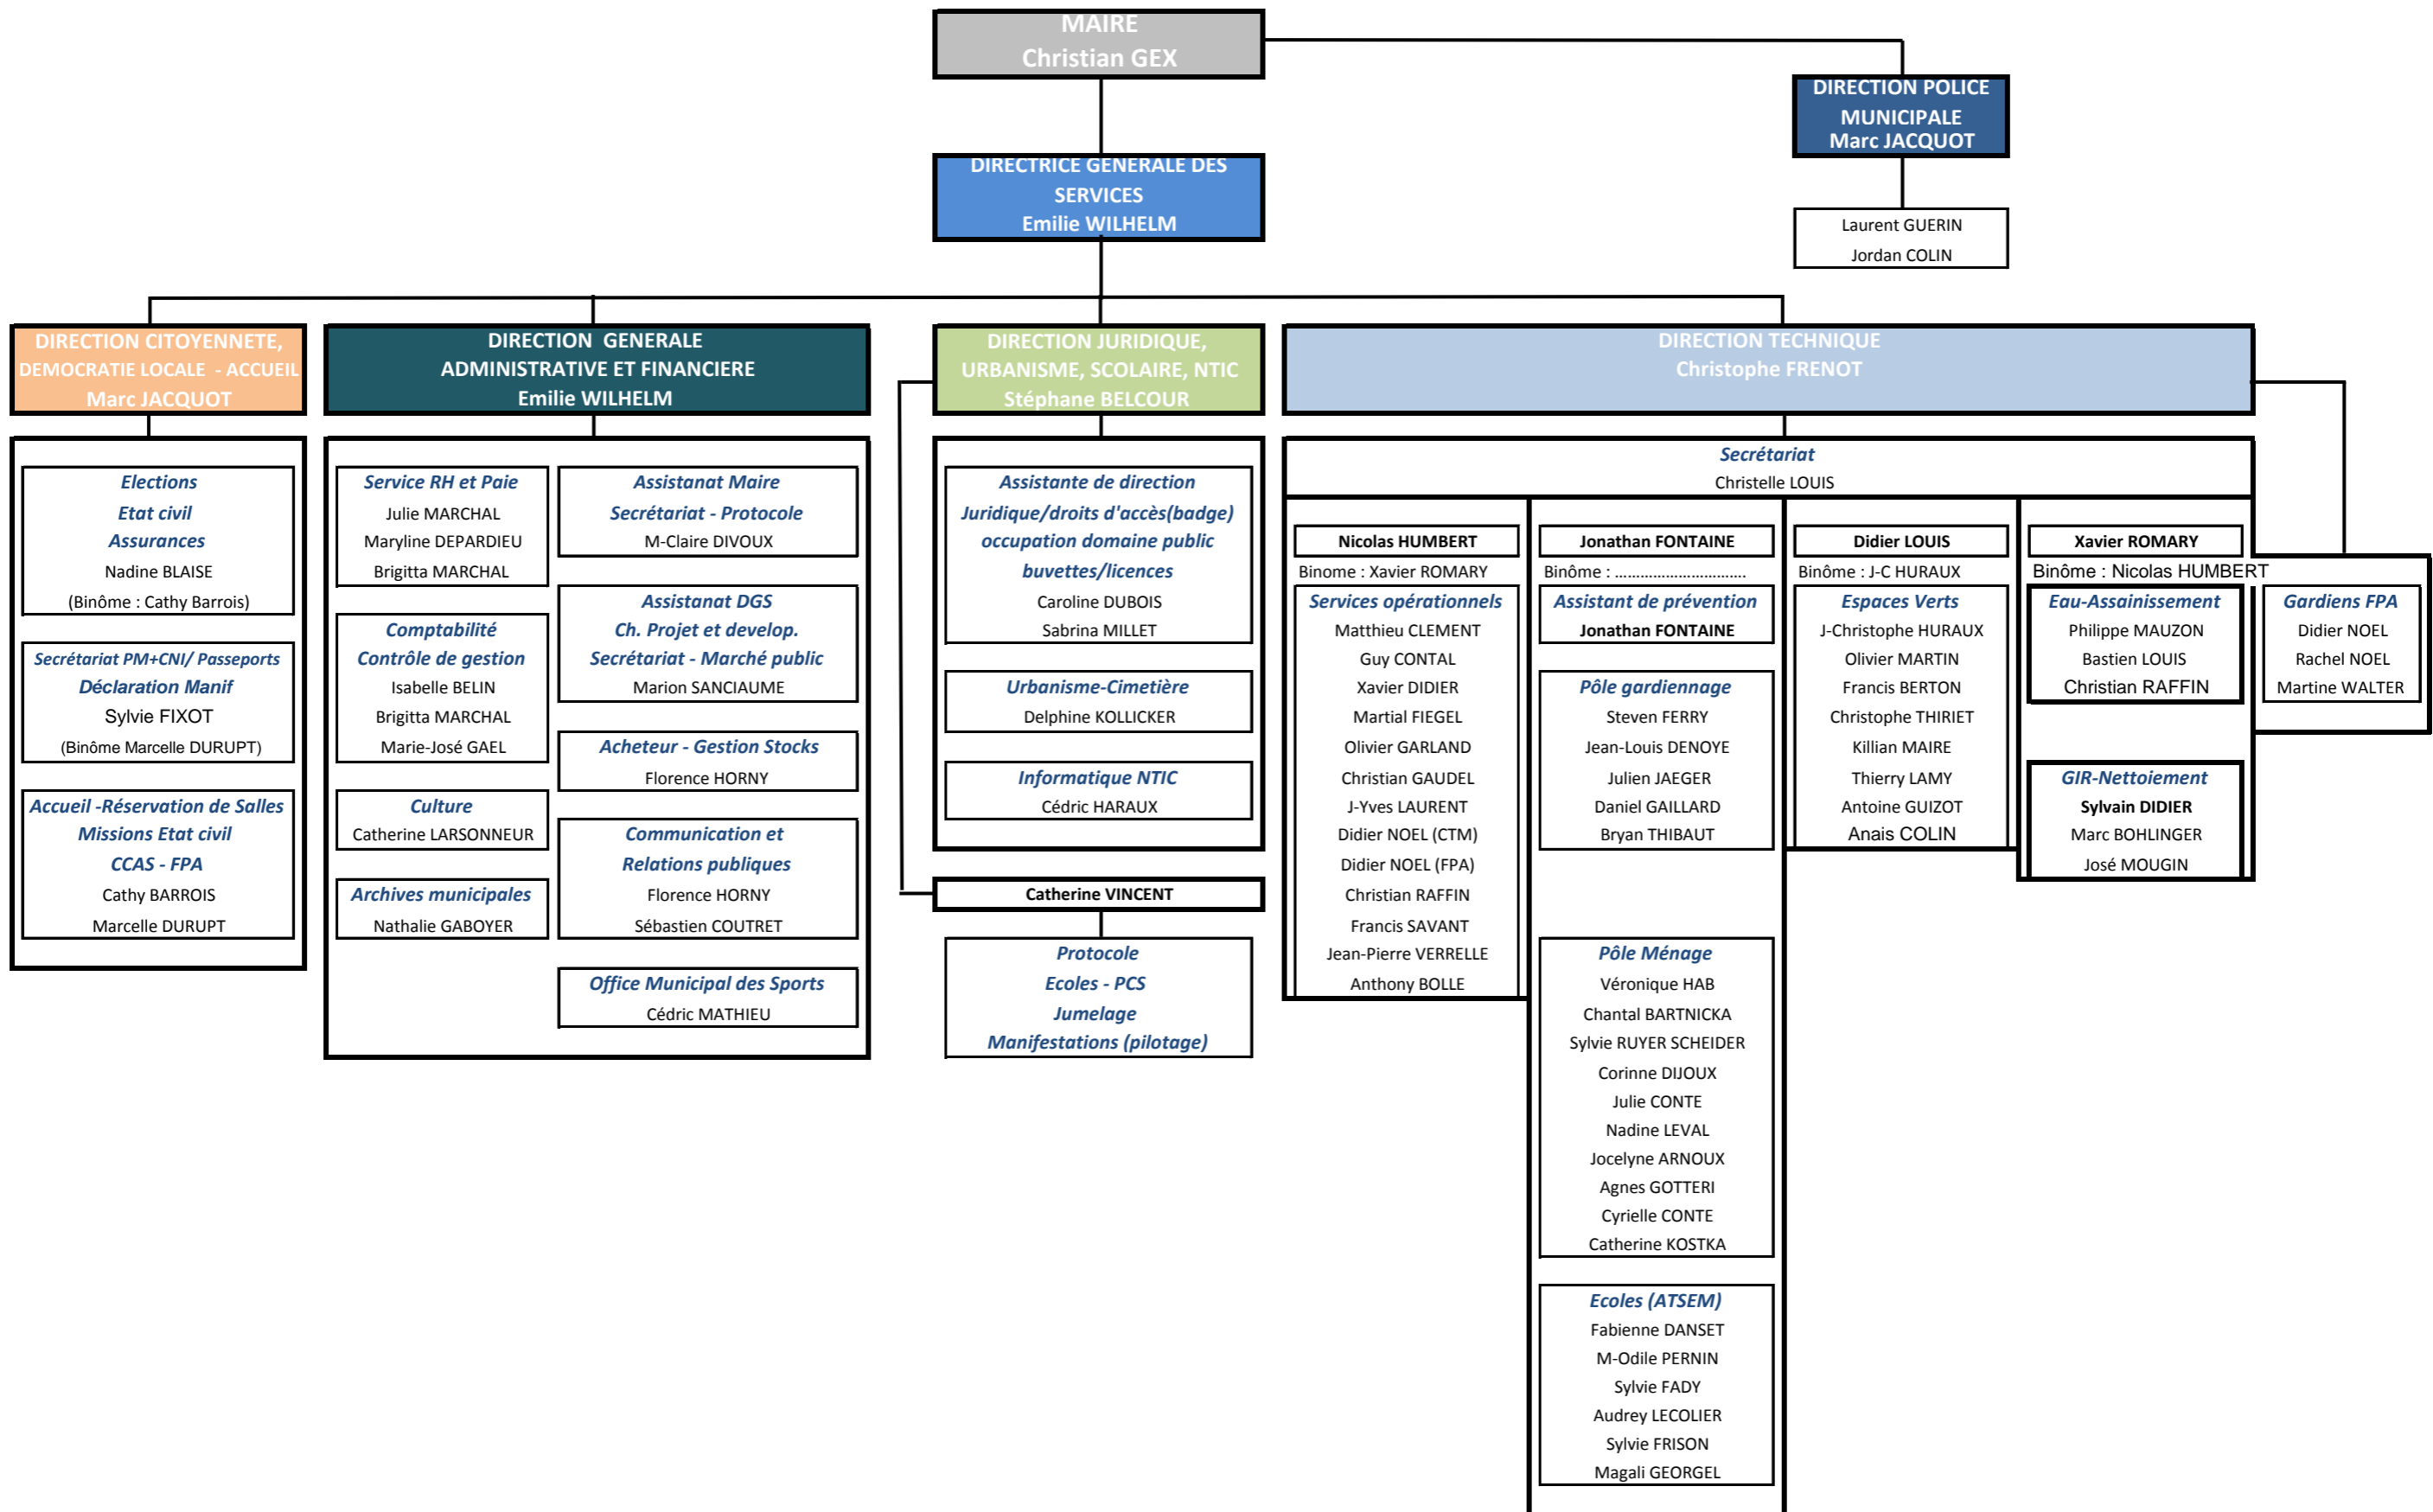 MAIRE
Christian GEX
DIRECTION POLICE
MUNICIPALE
Marc JACQUOT
Laurent GUERIN
Jordan COLIN
DIRECTRICE GENERALE DES
SERVICES
Emilie WILHELM
DIRECTION CITOYENNETE,
DEMOCRATIE LOCALE - ACCUEIL
Marc JACQUOT
Elections
Etat civil
Assurances
Nadine BLAISE
(Binôme : Cathy Barrois)
Secrétariat PM+CNI/ Passeports
Déclaration Manif
Sylvie FIXOT
(Binôme Marcelle DURUPT)
Accueil -Réservation de Salles
Missions Etat civil
CCAS - FPA
Cathy BARROIS
Marcelle DURUPT
DIRECTION GENERALE
ADMINISTRATIVE ET FINANCIERE
Emilie WILHELM
Service RH et Paie
Julie MARCHAL
Maryline DEPARDIEU
Brigitta MARCHAL
Comptabilité
Contrôle de gestion
Isabelle BELIN
Brigitta MARCHAL
Marie-José GAEL
Culture
Catherine LARSONNEUR
Archives municipales
Nathalie GABOYER
Assistanat Maire
Secrétariat - Protocole
M-Claire DIVOUX
Assistanat DGS
Ch. Projet et develop.
Secrétariat - Marché public
Marion SANCIAUME
Acheteur - Gestion Stocks
Florence HORNY
Communication et
Relations publiques
Florence HORNY
Sébastien COUTRET
Office Municipal des Sports
Cédric MATHIEU
DIRECTION JURIDIQUE,
URBANISME, SCOLAIRE, NTIC
Stéphane BELCOUR
Assistante de direction
Juridique/droits d'accès(badge)
occupation domaine public
buvettes/licences
Caroline DUBOIS
Sabrina MILLET
Urbanisme-Cimetière
Delphine KOLLICKER
Informatique NTIC
Cédric HARAUX
Catherine VINCENT
Protocole
Ecoles - PCS
Jumelage
Manifestations (pilotage)
DIRECTION TECHNIQUE
Christophe FRENOT
Secrétariat
Christelle LOUIS
Nicolas HUMBERT
Binome : Xavier ROMARY
Services opérationnels
Matthieu CLEMENT
Guy CONTAL
Xavier DIDIER
Martial FIEGEL
Olivier GARLAND
Christian GAUDEL
J-Yves LAURENT
Didier NOEL (CTM)
Didier NOEL (FPA)
Christian RAFFIN
Francis SAVANT
Jean-Pierre VERRELLE
Anthony BOLLE
Jonathan FONTAINE
Binôme : ................................
Assistant de prévention
Jonathan FONTAINE
Pôle gardiennage
Steven FERRY
Jean-Louis DENOYE
Julien JAEGER
Daniel GAILLARD
Bryan THIBAUT
Pôle Ménage
Véronique HAB
Chantal BARTNICKA
Sylvie RUYER SCHEIDER
Corinne DIJOUX
Julie CONTE
Nadine LEVAL
Jocelyne ARNOUX
Agnes GOTTERI
Cyrielle CONTE
Catherine KOSTKA
Ecoles (ATSEM)
Fabienne DANSET
M-Odile PERNIN
Sylvie FADY
Audrey LECOLIER
Sylvie FRISON
Magali GEORGEL
Didier LOUIS
Binôme : J-C HURAUX
Espaces Verts
J-Christophe HURAUX
Olivier MARTIN
Francis BERTON
Christophe THIRIET
Killian MAIRE
Thierry LAMY
Antoine GUIZOT
Anais COLIN
Xavier ROMARY
Binôme : Nicolas HUMBERT
Eau-Assainissement
Philippe MAUZON
Bastien LOUIS
Christian RAFFIN
GIR-Nettoiement
Sylvain DIDIER
Marc BOHLINGER
José MOUGIN
Gardiens FPA
Didier NOEL
Rachel NOEL
Martine WALTER